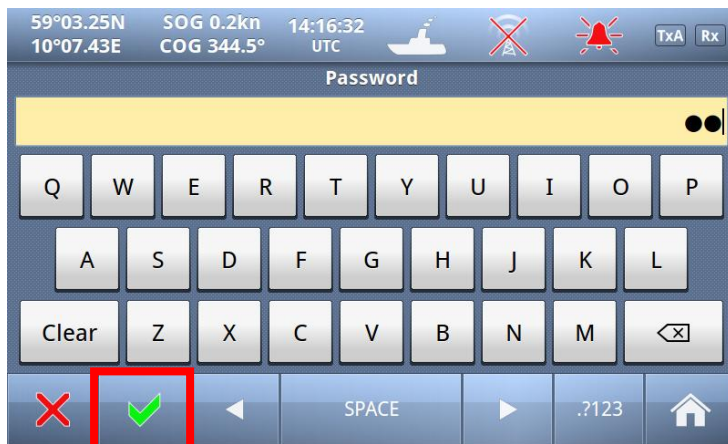 59°03.25N SOG 0.2kn 14:16:32 TxA Rx
10°07.43E COG 344.5° UTC
Password
●●
Q W E R T Y U I O P
A S D F G H J K L
Clear Z X C V B N M
SPACE .?123